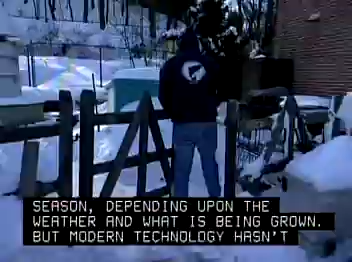 SEASON, DEPENDING UPON THE
WEATHER AND WHAT IS BEING GROWN.
BUT MODERN TECHNOLOGY HASN'T